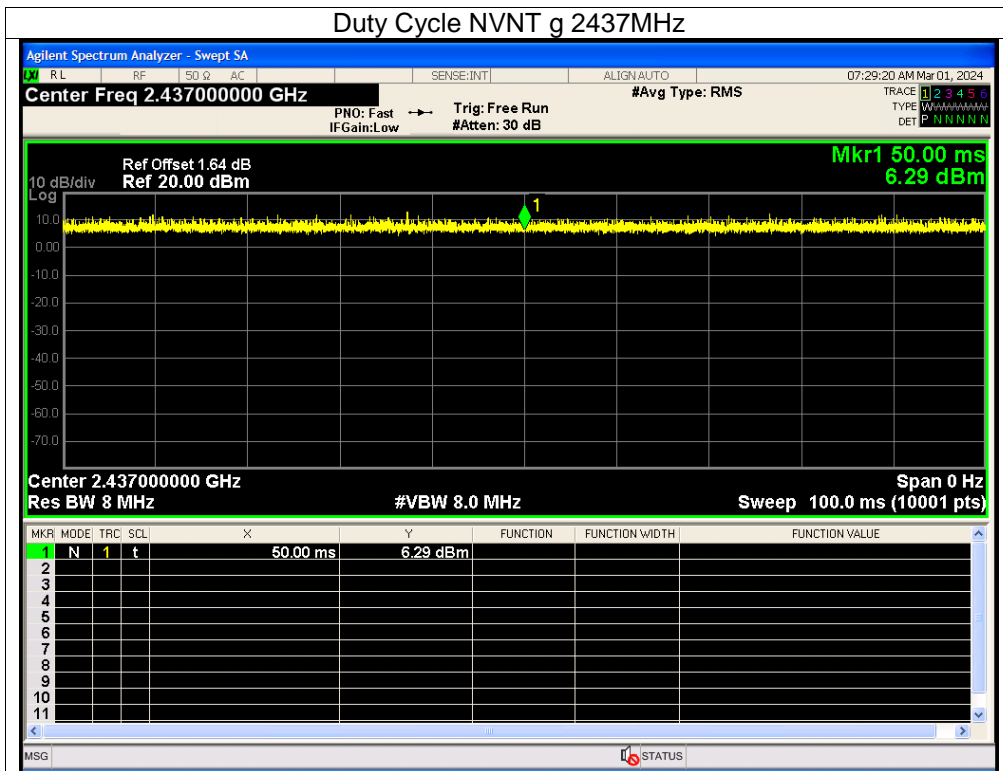 Duty Cycle NVNT g 2437MHz
Agilent Spectrum Analyzer - Swept SA
LXI RL RF 50 Ω AC SENSE:INT ALIGN AUTO 07:29:20 AM Mar 01, 2024
Center Freq 2.437000000 GHz #Avg Type: RMS TRACE 1 2 3 4 5 6
PNO: Fast Trig: Free Run TYPE W
IFGain:Low #Atten: 30 dB DET P N N N N N
Mkr1 50.00 ms
6.29 dBm
Ref Offset 1.64 dB
10 dB/div Ref 20.00 dBm
Log
1
10.0
0.00
-10.0
-20.0
-30.0
-40.0
-50.0
-60.0
-70.0
Center 2.437000000 GHz Span 0 Hz
Res BW 8 MHz #VBW 8.0 MHz Sweep 100.0 ms (10001 pts)
MKR MODE TRC SCL X Y FUNCTION FUNCTION WIDTH FUNCTION VALUE
1 N 1 t 50.00 ms 6.29 dBm
2
3
4
5
6
7
8
9
10
11
MSG STATUS